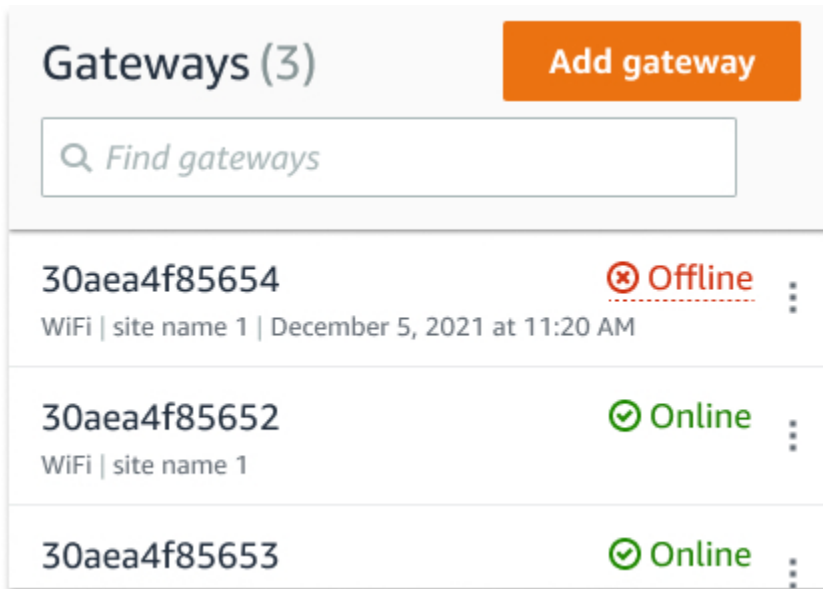 Gateways (3)
Add gateway
Find gateways
30aea4f85654
Offline
WiFi | site name 1 | December 5, 2021 at 11:20 AM
30aea4f85652
Online
WiFi | site name 1
30aea4f85653
Online